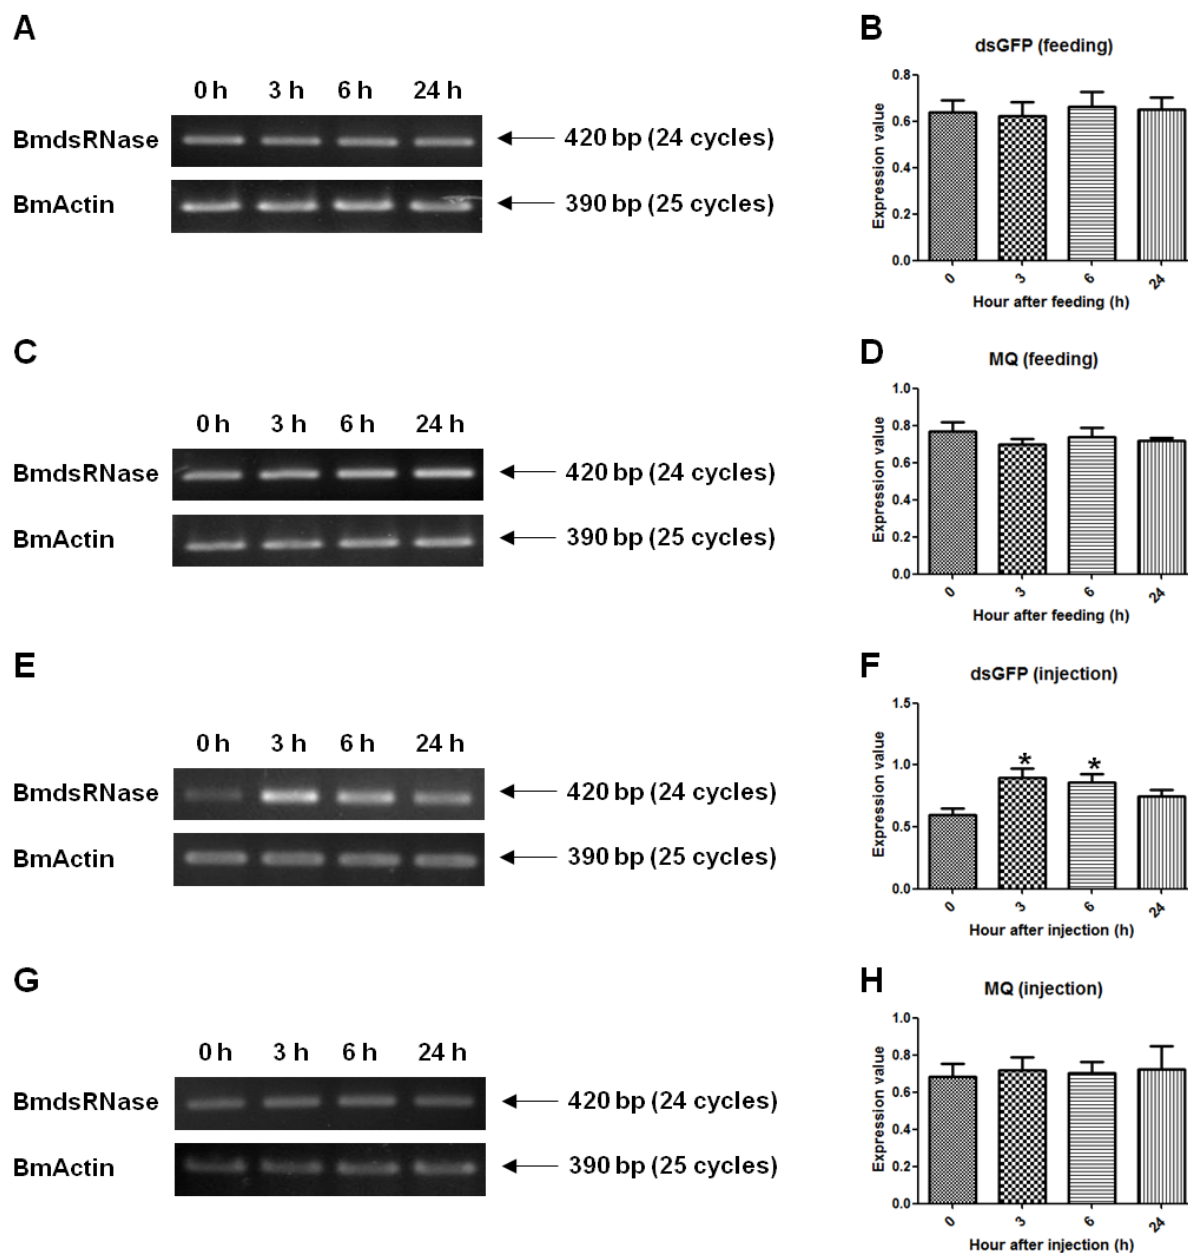 A
0 h 3 h 6 h 24 h
BmdsRNase 420 bp (24 cycles)
BmActin 390 bp (25 cycles)
B
dsGFP (feeding)
Expression value
0.8
0.6
0.4
0.2
0.0
0 3 6 24
Hour after feeding (h)
C
0 h 3 h 6 h 24 h
BmdsRNase 420 bp (24 cycles)
BmActin 390 bp (25 cycles)
D
MQ (feeding)
Expression value
1.0
0.8
0.6
0.4
0.2
0.0
0 3 6 24
Hour after feeding (h)
E
0 h 3 h 6 h 24 h
BmdsRNase 420 bp (24 cycles)
BmActin 390 bp (25 cycles)
F
dsGFP (injection)
Expression value
1.5
1.0
0.5
0.0
* *
0 3 6 24
Hour after injection (h)
G
0 h 3 h 6 h 24 h
BmdsRNase 420 bp (24 cycles)
BmActin 390 bp (25 cycles)
H
MQ (injection)
Expression value
1.0
0.8
0.6
0.4
0.2
0.0
0 3 6 24
Hour after injection (h)